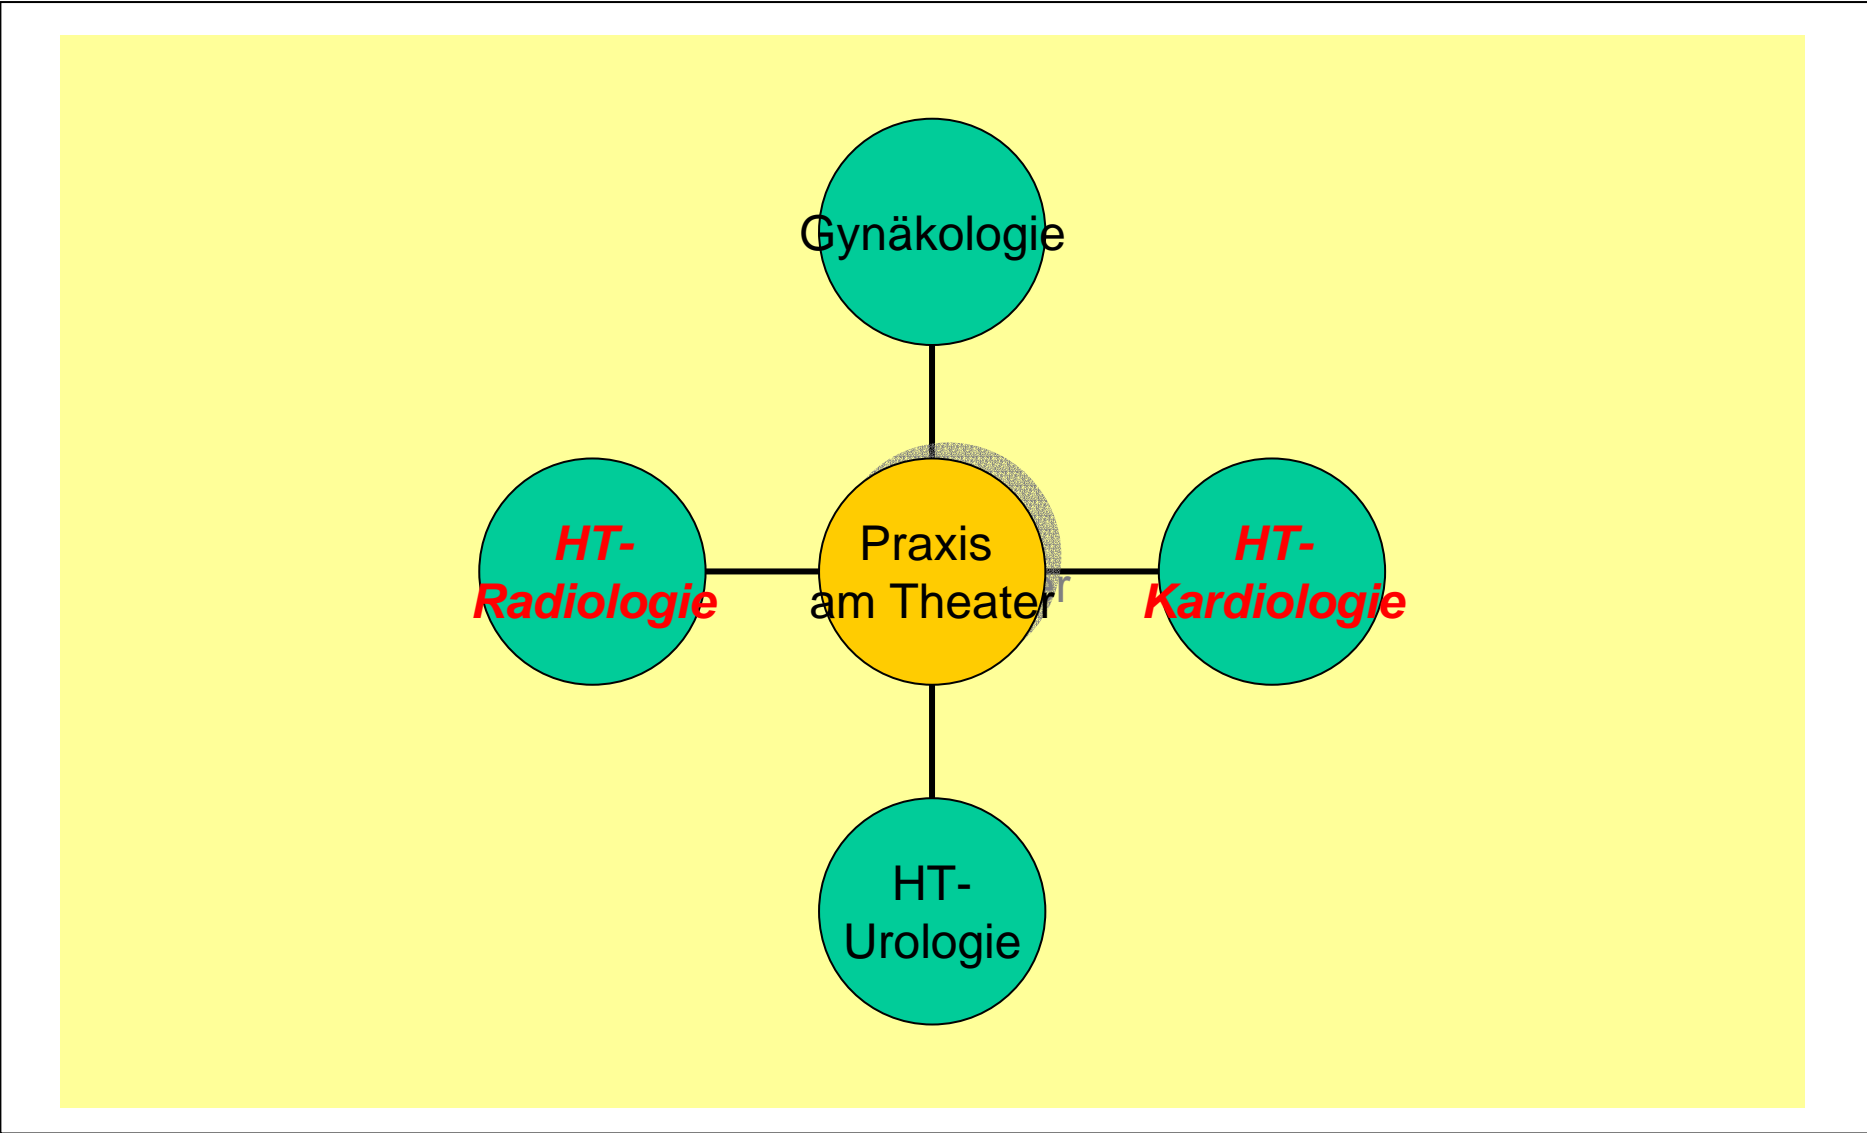 Gynäkologie
HT-
Radiologie
Praxis
am Theater
HT-
Kardiologie
HT-
Urologie